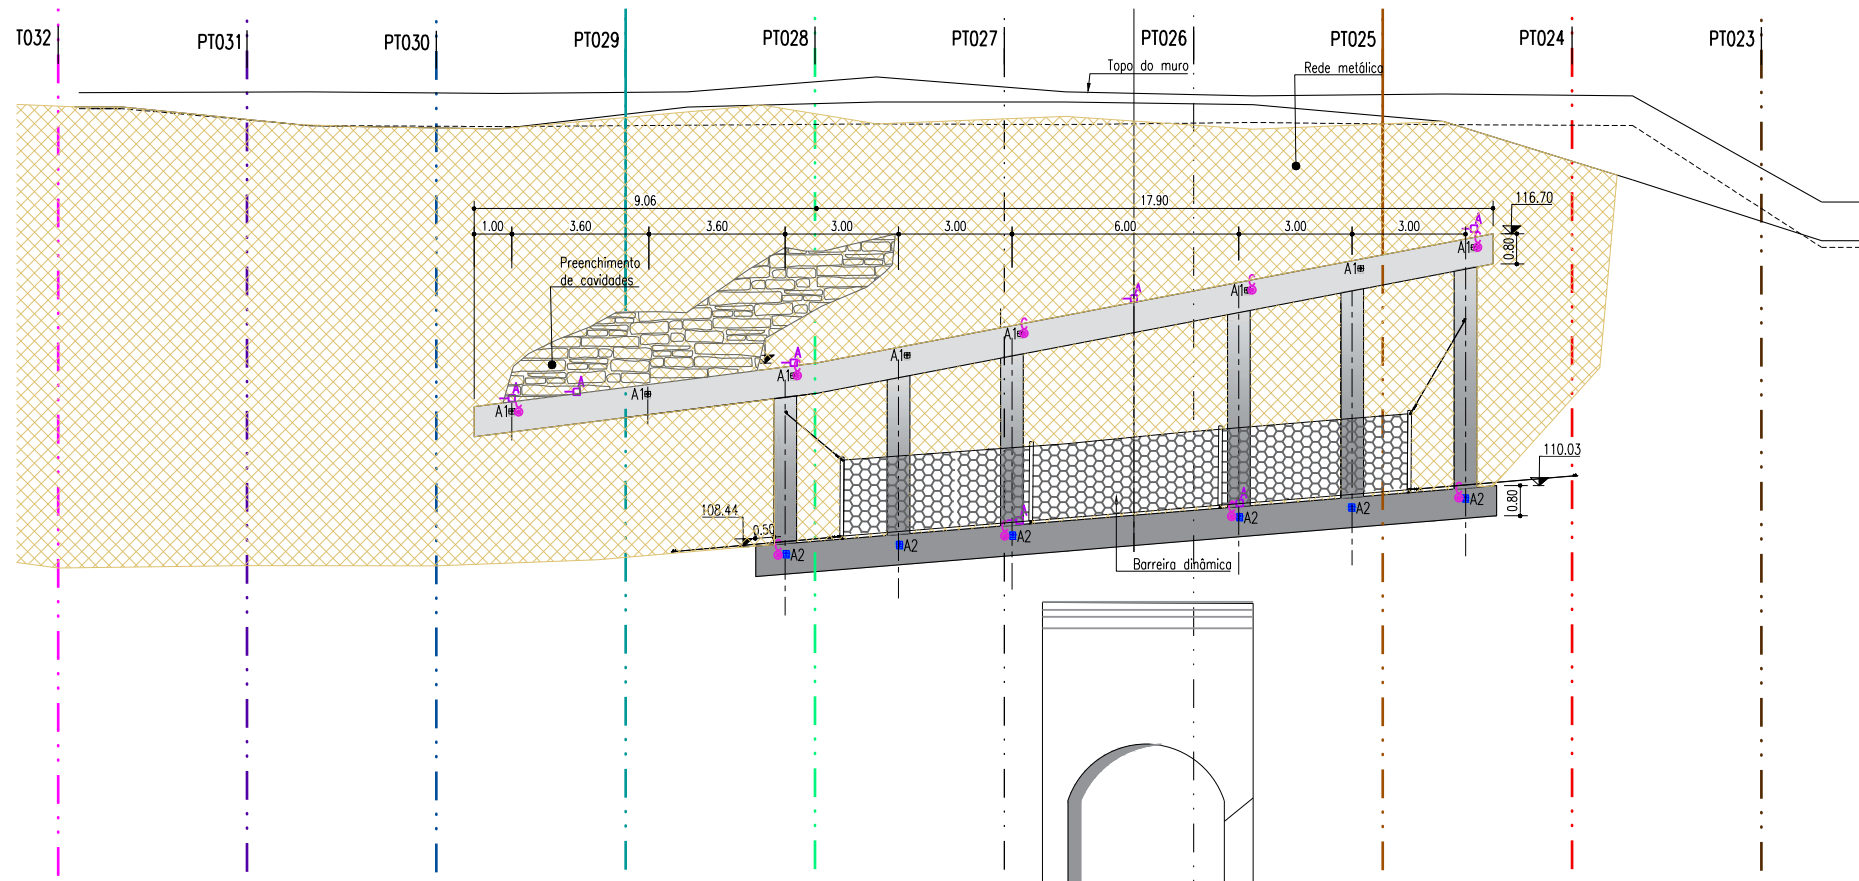 T032
PT031
PT030
PT029
PT028
PT027
PT026
PT025
PT024
PT023
Topo do muro
Rede metálica
9.06
17.90
116.70
1.00
3.60
3.60
3.00
3.00
6.00
3.00
3.00
0.80
Preenchimento
de cavidades
A
A1
C
A
A1
C
A1
A1
A
A1
C
A
A
A1
A1
C
110.03
0.80
108.44
0.50
A
A
C
A2
C
A2
A2
C
A2
A2
C
A2
Barreira dinâmica